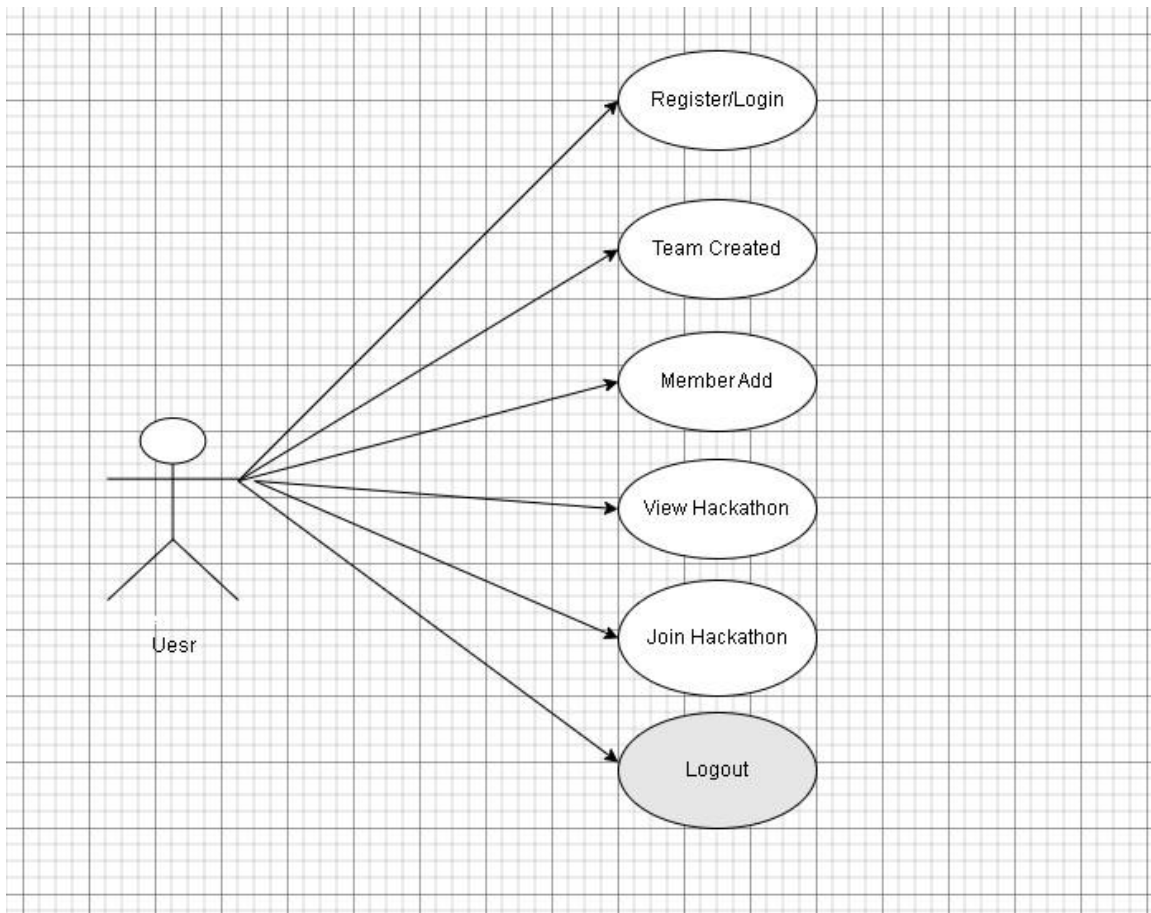 Register/Login
Team Created
Member Add
View Hackathon
Join Hackathon
Uesr
Logout